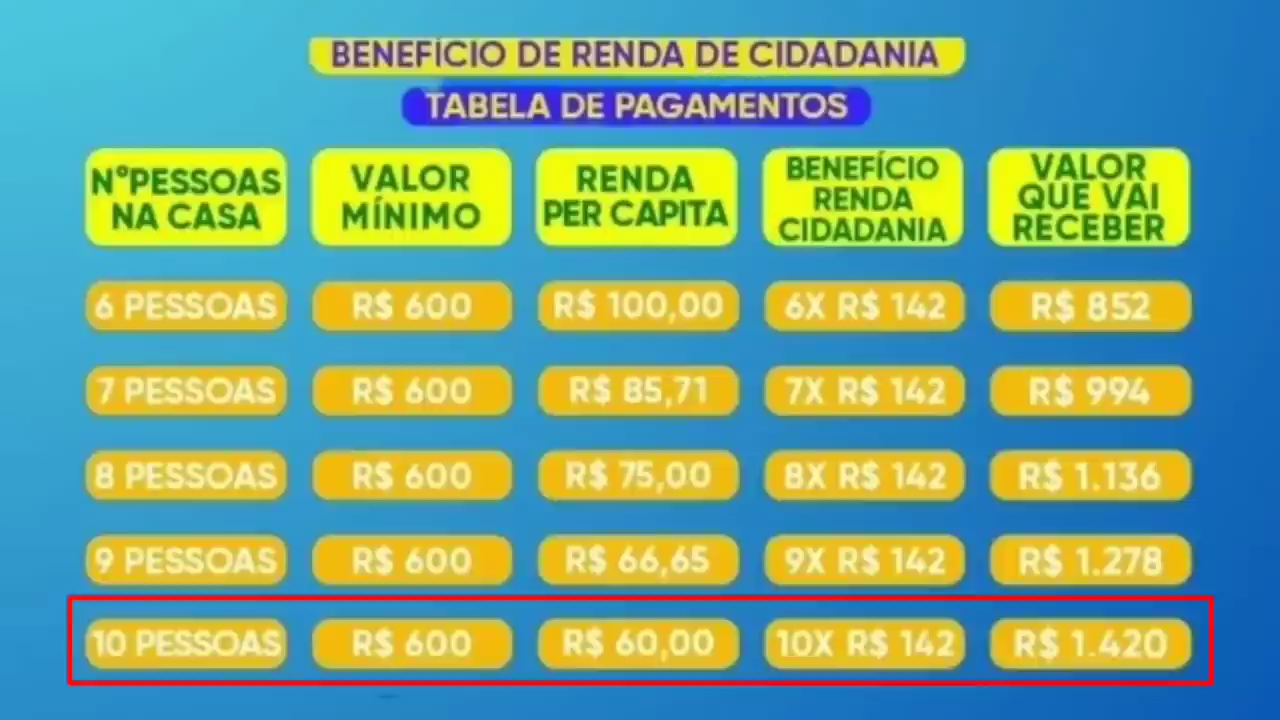 BENEFÍCIO DE RENDA DE CIDADANIA
TABELA DE PAGAMENTOS
N°PESSOAS NA CASA
VALOR MÍNIMO
RENDA PER CAPITA
BENEFÍCIO RENDA CIDADANIA
VALOR QUE VAI RECEBER
6 PESSOAS R$ 600 R$ 100,00 6X R$ 142 R$ 852
7 PESSOAS R$ 600 R$ 85,71 7X R$ 142 R$ 994
8 PESSOAS R$ 600 R$ 75,00 8X R$ 142 R$ 1.136
9 PESSOAS R$ 600 R$ 66,65 9X R$ 142 R$ 1.278
10 PESSOAS R$ 600 R$ 60,00 10X R$ 142 R$ 1.420